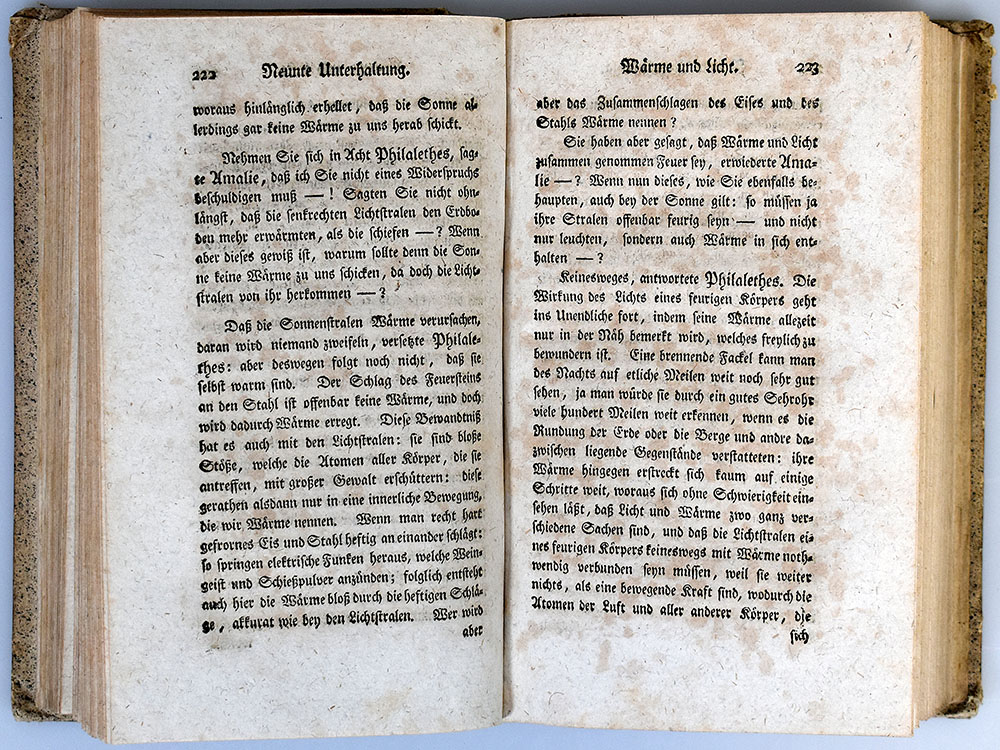 222 Neunte Unterhaltung.
woraus hinlänglich erhellet, daß die Sonne al-
lerdings gar keine Wärme zu uns herab schickt.
Nehmen Sie sich in Acht Philalethes, sag-
te Amalie, daß ich Sie nicht eines Widerspruchs
beschuldigen muß — ! Sagten Sie nicht ohn-
längst, daß die senkrechten Lichtstralen den Erdbo-
den mehr erwärmten, als die schiefen — ? Wenn
aber dieses gewiß ist, warum sollte denn die Son-
ne keine Wärme zu uns schicken, da doch die Licht-
stralen von ihr herkommen — ?
Daß die Sonnenstralen Wärme verursachen,
daran wird niemand zweifeln, versetzte Philale-
thes: aber deswegen folgt noch nicht, daß sie
selbst warm sind. Der Schlag des Feuersteins
an den Stahl ist offenbar keine Wärme, und doch
wird dadurch Wärme erregt. Diese Bewandtniß
hat es auch mit den Lichtstralen: sie sind bloße
Stöße, welche die Atomen aller Körper, die sie
antreffen, mit großer Gewalt erschüttern: diese
gerathen alsdann nur in eine innerliche Bewegung,
die wir Wärme nennen. Wenn man recht hart
gefrornes Eis und Stahl heftig an einander schlägt:
so springen elektrische Funken heraus, welche Wein-
geist und Schießpulver anzünden; folglich entsteht
auch hier die Wärme bloß durch die heftigen Schlä-
ge, akkurat wie bey den Lichtstralen. Wer wird
aber
Wärme und Licht. 223
aber das Zusammenschlagen des Eises und des
Stahls Wärme nennen ?
Sie haben aber gesagt, daß Wärme und Licht
zusammen genommen Feuer sey, erwiederte Ama-
lie — ? Wenn nun dieses, wie Sie ebenfalls be-
haupten, auch bey der Sonne gilt: so müssen ja
ihre Stralen offenbar feurig seyn — und nicht
nur leuchten, sondern auch Wärme in sich ent-
halten — ?
Keinesweges, antwortete Philalethes. Die
Wirkung des Lichts eines feurigen Körpers geht
ins Unendliche fort, indem seine Wärme allezeit
nur in der Näh bemerkt wird, welches freylich zu
bewundern ist. Eine brennende Fackel kann man
des Nachts auf etliche Meilen weit noch sehr gut
sehen, ja man würde sie durch ein gutes Sehrohr
viele hundert Meilen weit erkennen, wenn es die
Rundung der Erde oder die Berge und andre da-
zwischen liegende Gegenstände verstatteten: ihre
Wärme hingegen erstreckt sich kaum auf einige
Schritte weit, woraus sich ohne Schwierigkeit ein-
sehen läßt, daß Licht und Wärme zwo ganz ver-
schiedene Sachen sind, und daß die Lichtstralen ei-
nes feurigen Körpers keineswegs mit Wärme noth-
wendig verbunden seyn müssen, weil sie weiter
nichts, als eine bewegende Kraft sind, wodurch die
Atomen der Luft und aller anderer Körper, die
sich